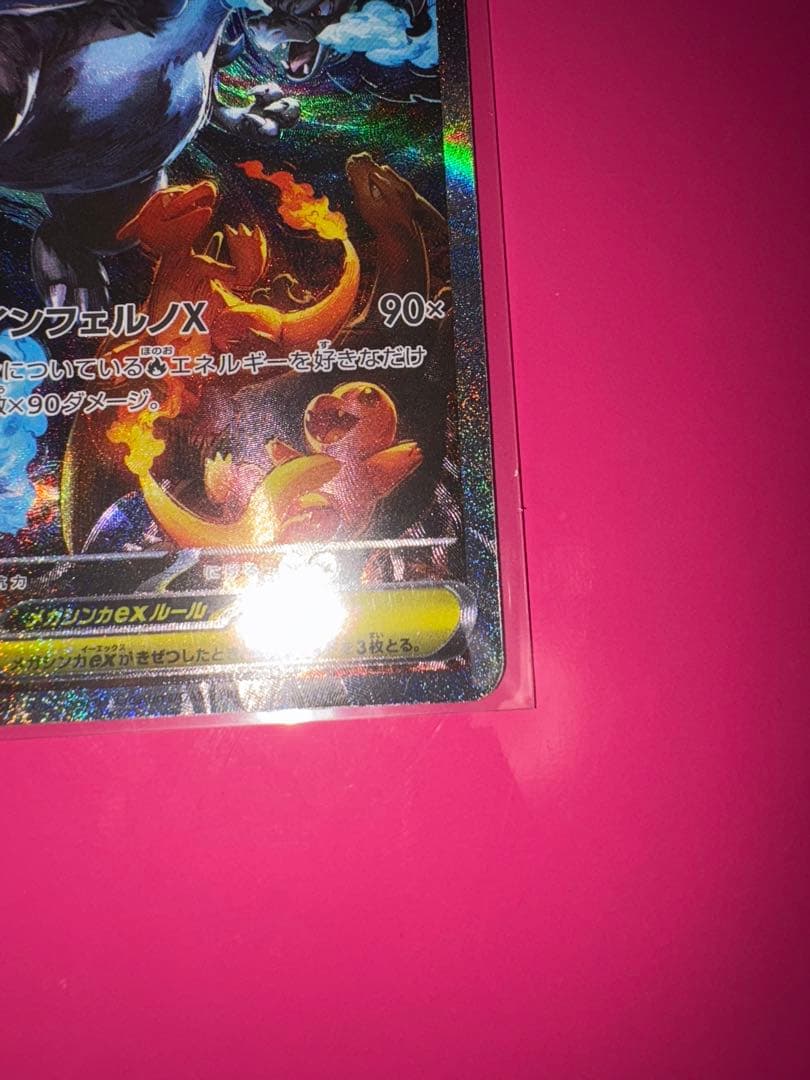 インフェルノX 90×
についている エネルギーを好きなだけ
×90ダメージ。
抗力
メガシンカexルール
メガシンカexがきぜつしたとき 3枚とる。